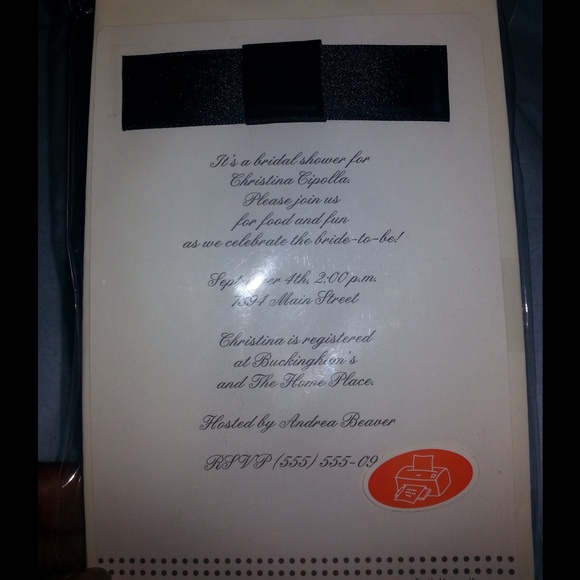 It's a bridal shower for
Christina Cipolla.
Please join us
for food and fun
as we celebrate the bride-to-be!
September 4th, 2:00 p.m.
1394 Main Street
Christina is registered
at Buckingham's
and The Home Place.
Hosted by Andrea Beaver
RSVP (555) 555-09